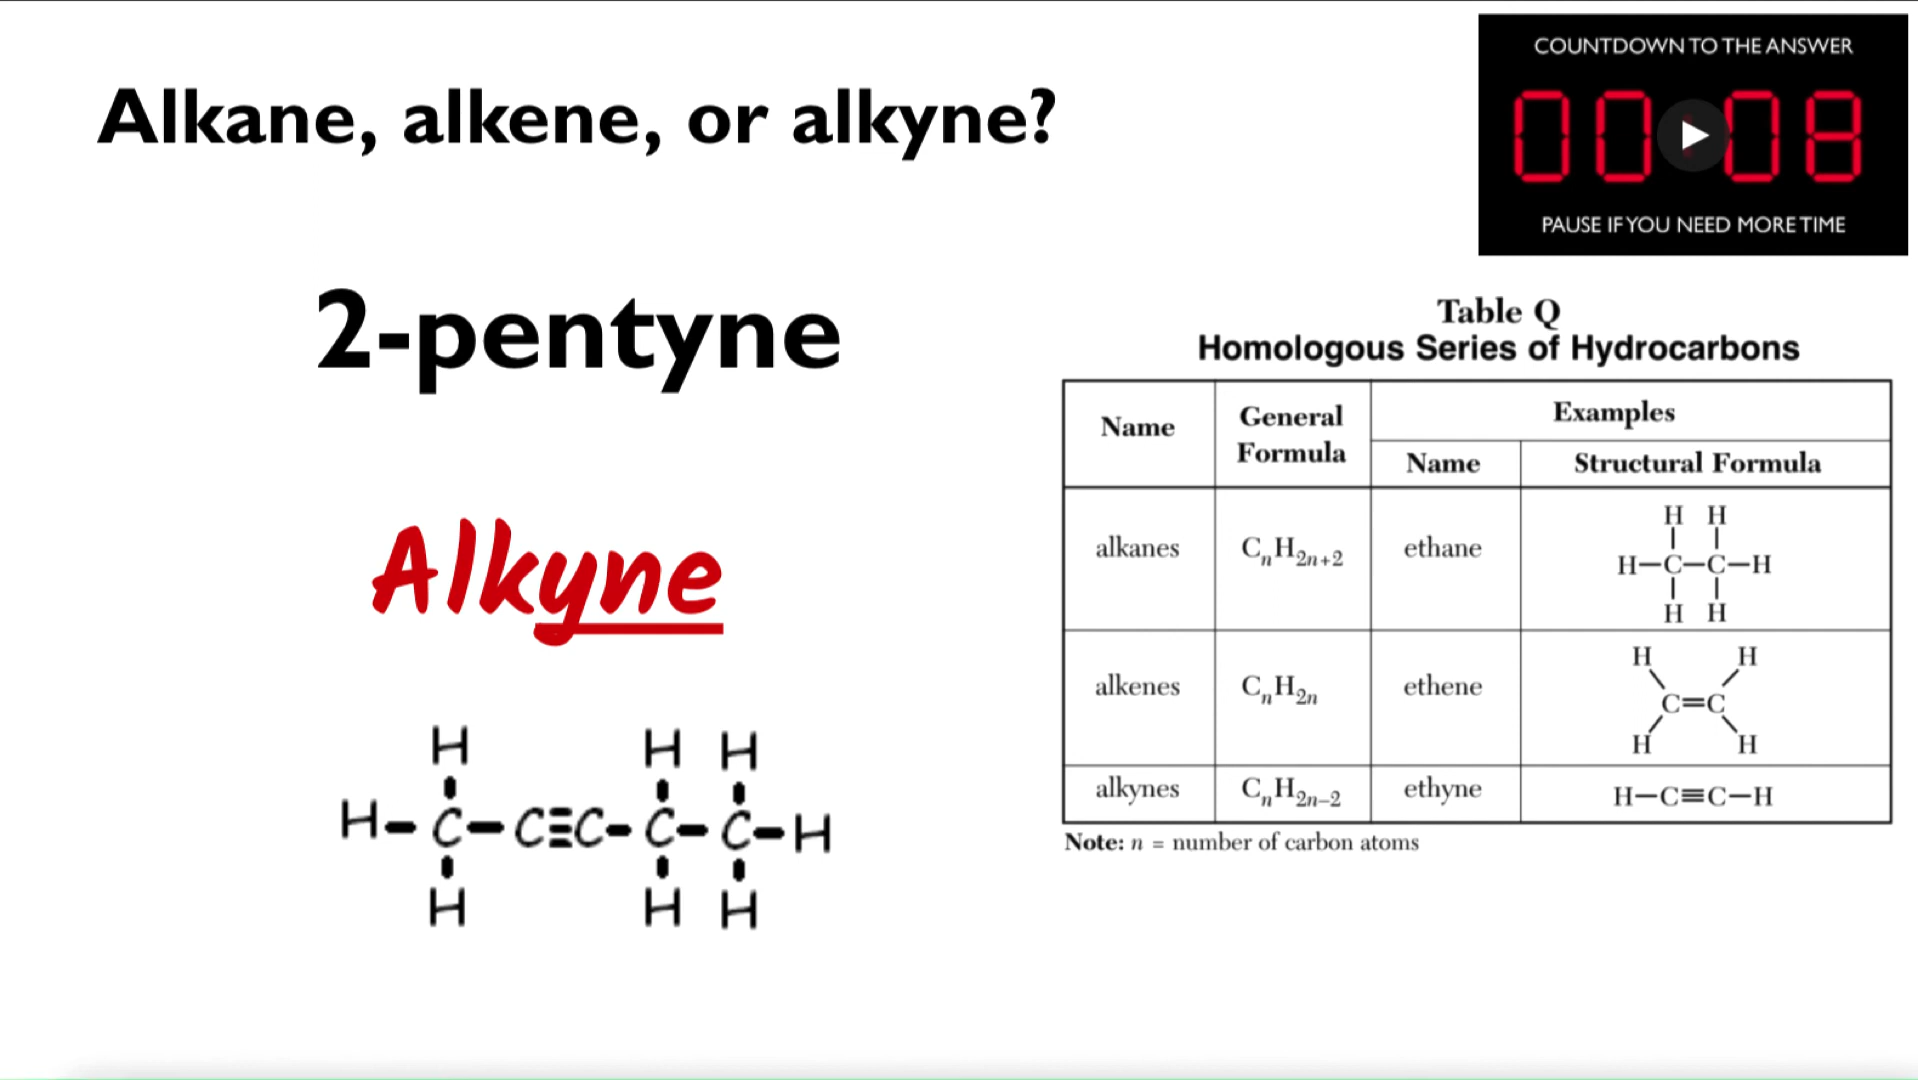 Alkane, alkene, or alkyne?
COUNTDOWN TO THE ANSWER
00:08
PAUSE IF YOU NEED MORE TIME
2-pentyne
Alkyne
H H H
H-C-C≡C-C-C-H
H H H
Table Q
Homologous Series of Hydrocarbons
Name General Formula Examples
Name Structural Formula
alkanes CₙH₂ₙ₊₂ ethane
H H
H-C-C-H
H H
alkenes CₙH₂ₙ ethene
H H
C=C
H H
alkynes CₙH₂ₙ₋₂ ethyne H-C≡C-H
Note: n = number of carbon atoms